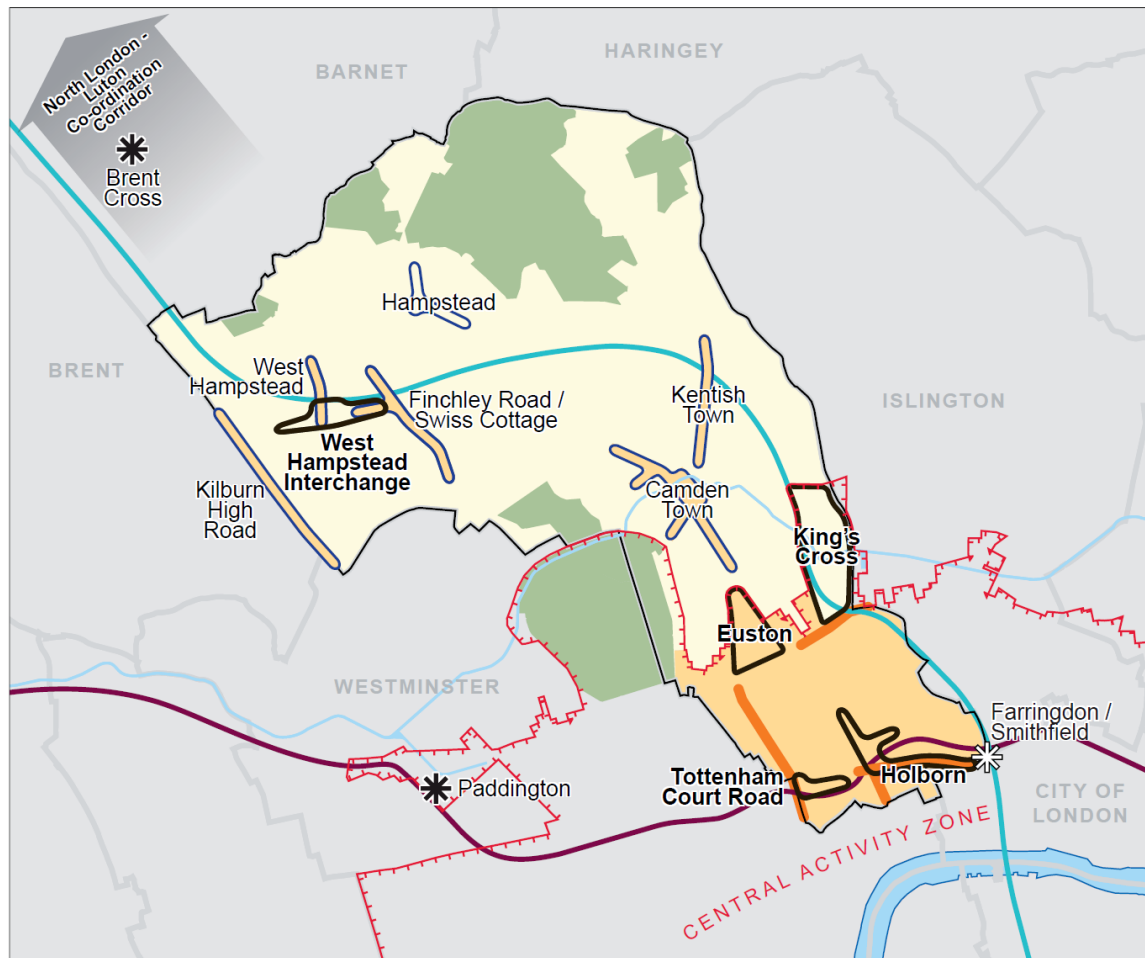 HARINGEY
BARNET
North London -
Luton
Co-ordination
Corridor
Brent
Cross
Hampstead
BRENT
West
Hampstead
Finchley Road /
Swiss Cottage
Kentish
Town
ISLINGTON
West
Hampstead
Interchange
Kilburn
High
Road
Camden
Town
King's
Cross
Euston
WESTMINSTER
Farringdon /
Smithfield
Paddington
Tottenham
Court Road
Holborn
CITY OF
LONDON
CENTRAL ACTIVITY ZONE